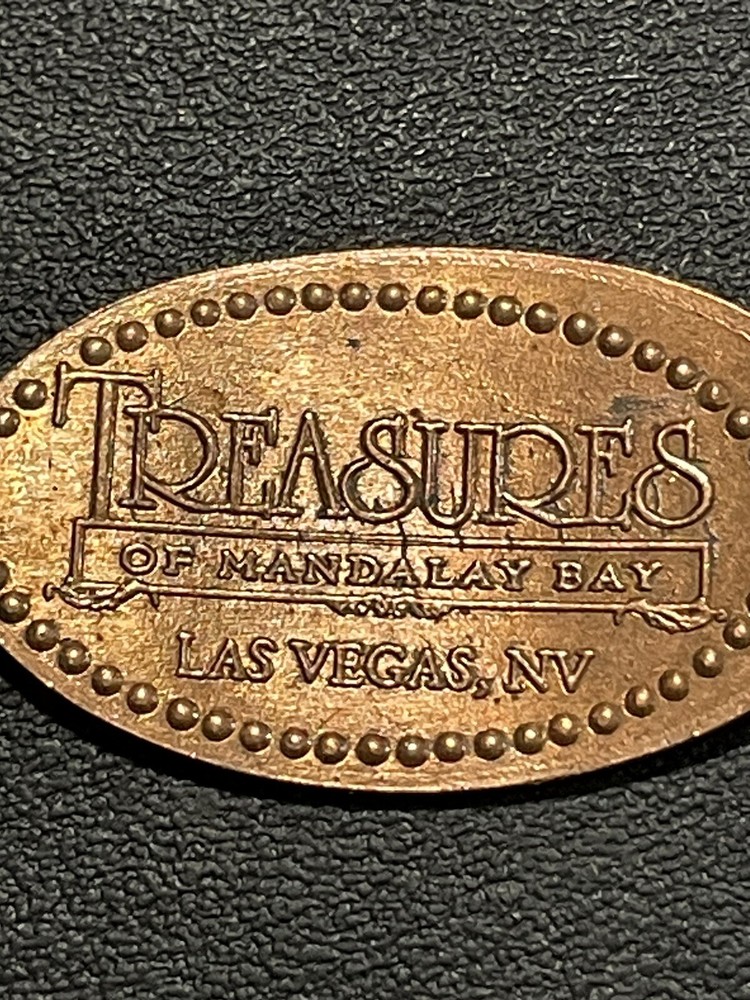 TREASURES
OF MANDALAY BAY
LAS VEGAS, NV